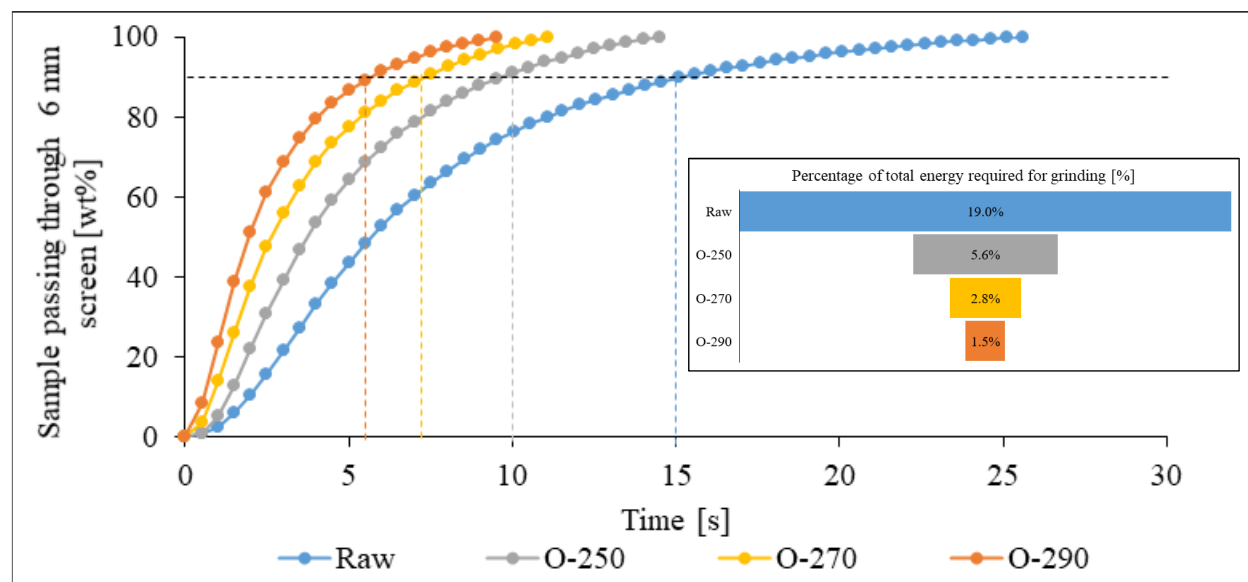 Sample passing through 6 mm
screen [wt%]
100
80
60
40
20
0
0 5 10 15 20 25 30
Time [s]
Percentage of total energy required for grinding [%]
Raw 19.0%
O-250 5.6%
O-270 2.8%
O-290 1.5%
Raw O-250 O-270 O-290